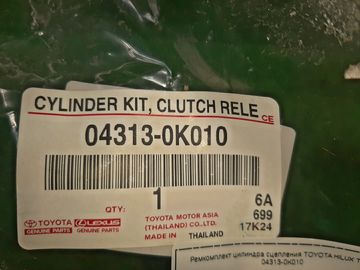 CYLINDER KIT, CLUTCH RELE
CE
04313-0K010
QTY:
1
6A
699
17K24
TOYOTA
GENUINE PARTS
LEXUS
GENUINE PARTS
TOYOTA MOTOR ASIA
(THAILAND) CO.,LTD.
MADE IN THAILAND
Ремкомплект цилиндра сцепления TOYOTA HILUX
04313-0K010